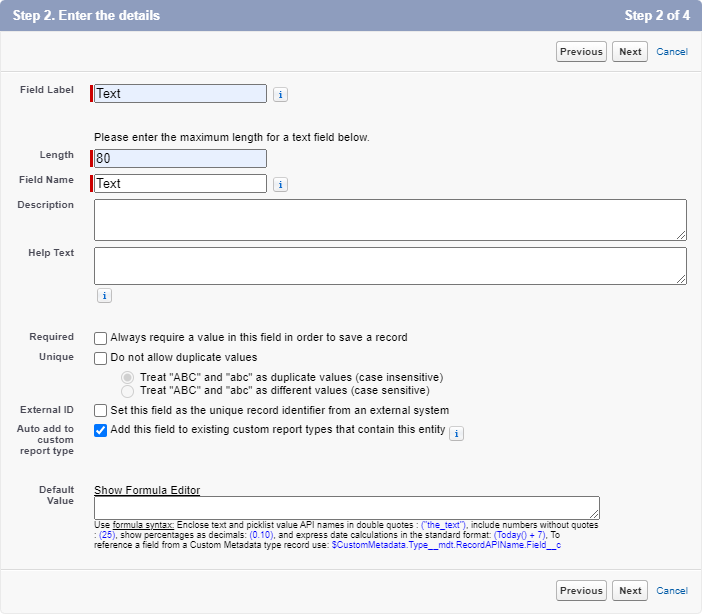 Step 2. Enter the details
Step 2 of 4
Previous Next Cancel
Field Label
Text
i
Please enter the maximum length for a text field below.
Length
80
Field Name
Text
i
Description
Help Text
i
Required
Always require a value in this field in order to save a record
Unique
Do not allow duplicate values
Treat "ABC" and "abc" as duplicate values (case insensitive)
Treat "ABC" and "abc" as different values (case sensitive)
External ID
Set this field as the unique record identifier from an external system
Auto add to
custom
report type
Add this field to existing custom report types that contain this entity
i
Default
Value
Show Formula Editor
Use formula syntax: Enclose text and picklist value API names in double quotes : ("the_text"), include numbers without quotes
: (25), show percentages as decimals: (0.10), and express date calculations in the standard format: (Today() + 7), To
reference a field from a Custom Metadata type record use: $CustomMetadata.Type__mdt.RecordAPIName.Field__c
Previous Next Cancel